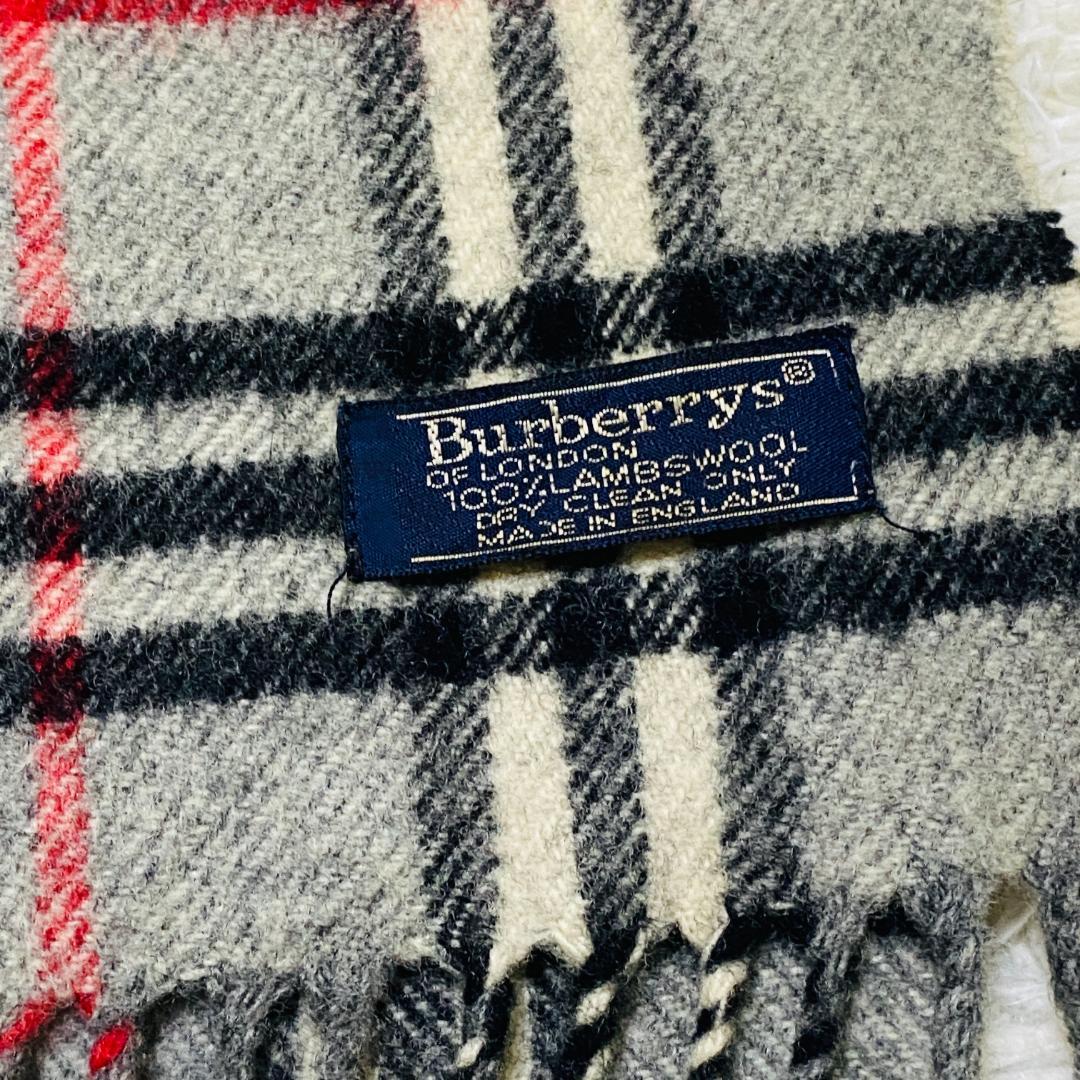 Burberrys®
OF LONDON
100% LAMBSWOOL
DRY CLEAN ONLY
MADE IN ENGLAND